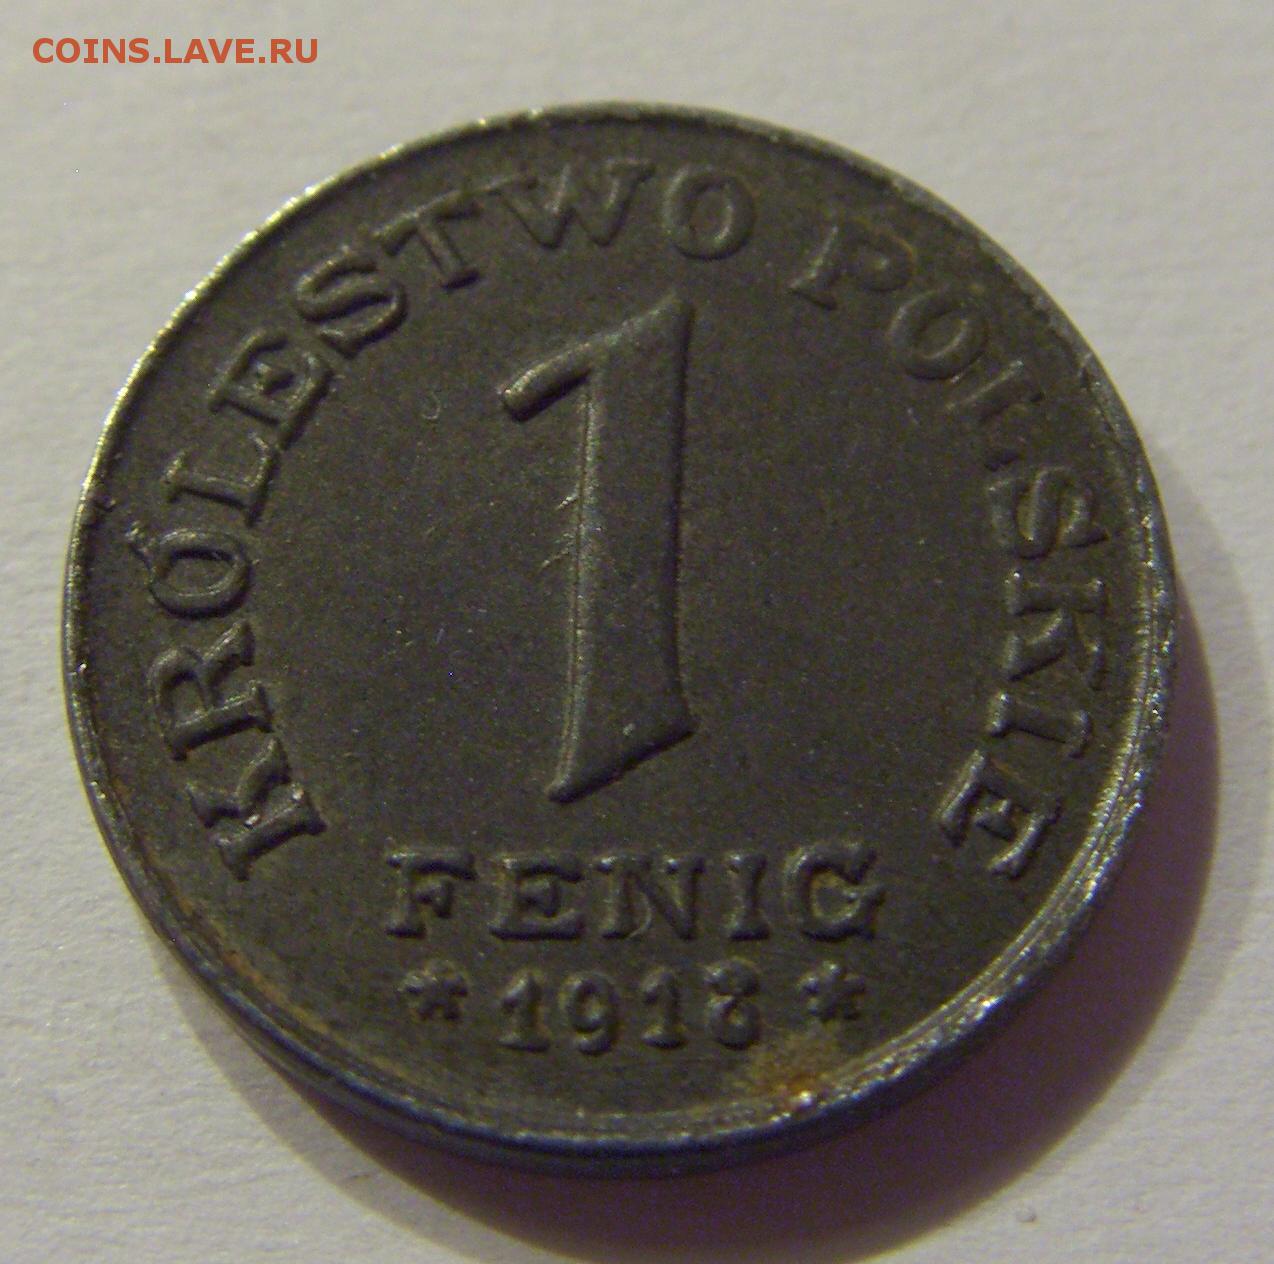 COINS.LAVE.RU
KRÓLESTWO POLSKIE
1
FENIG
* 1918 *